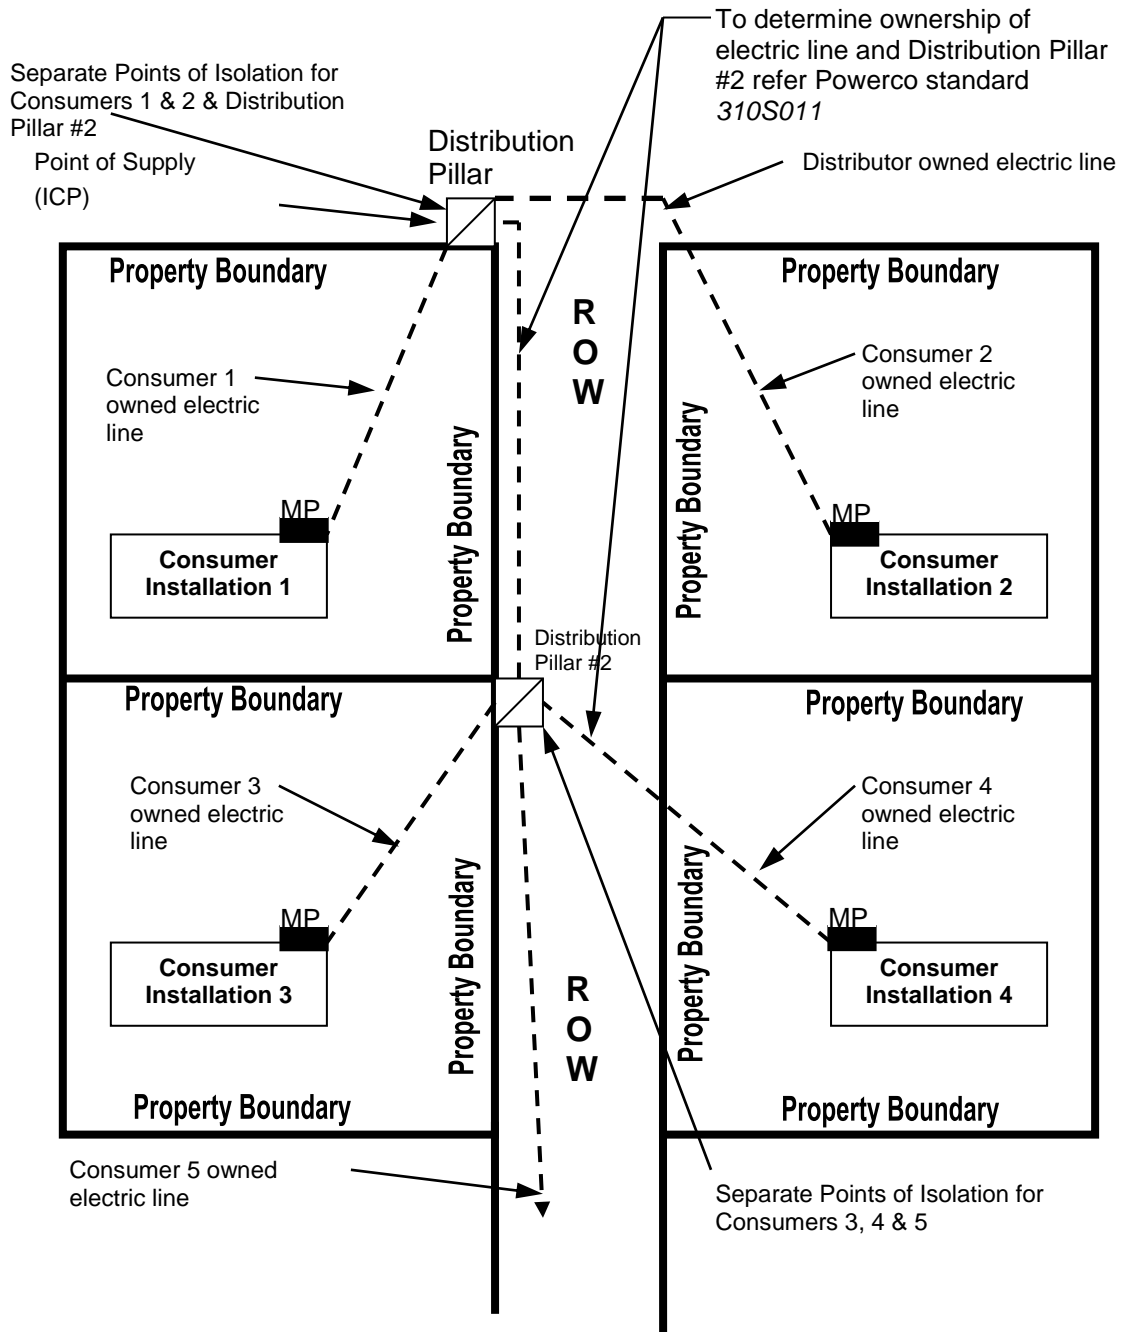 To determine ownership of
electric line and Distribution Pillar
#2 refer Powerco standard
310S011
Separate Points of Isolation for
Consumers 1 & 2 & Distribution
Pillar #2
Point of Supply
(ICP)
Distribution
Pillar
Distributor owned electric line
Property Boundary
Property Boundary
R
O
W
Consumer 1
owned electric
line
Consumer 2
owned electric
line
Property Boundary
Property Boundary
MP
Consumer
Installation 1
MP
Consumer
Installation 2
Distribution
Pillar #2
Property Boundary
Property Boundary
Consumer 3
owned electric
line
Consumer 4
owned electric
line
Property Boundary
Property Boundary
MP
Consumer
Installation 3
MP
Consumer
Installation 4
R
O
W
Property Boundary
Property Boundary
Consumer 5 owned
electric line
Separate Points of Isolation for
Consumers 3, 4 & 5